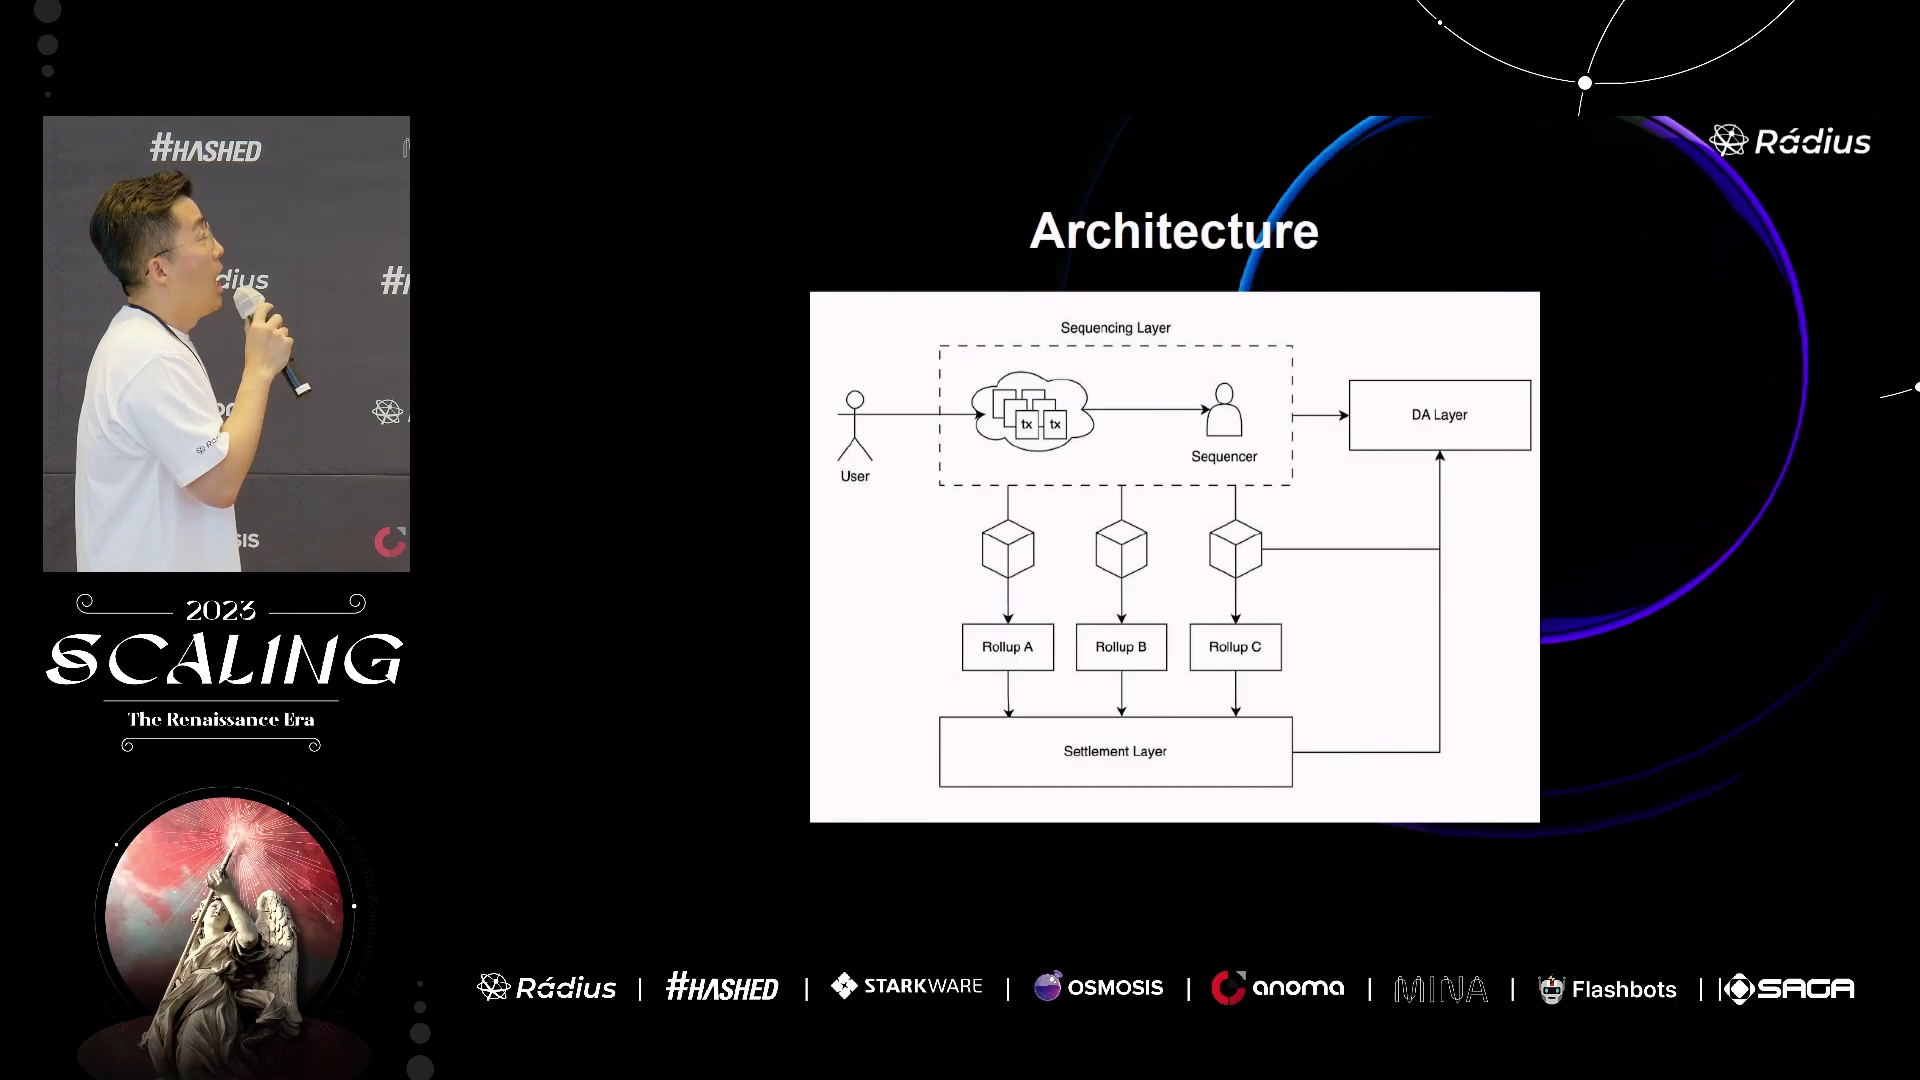 #HASHED
dius
#H
SIS
2023
SCALING
The Renaissance Era
Rádius
Architecture
Sequencing Layer
tx
tx
User
Sequencer
DA Layer
Rollup A
Rollup B
Rollup C
Settlement Layer
Rádius | #HASHED | STARKWARE | OSMOSIS | anoma | MINA | Flashbots | SAGA